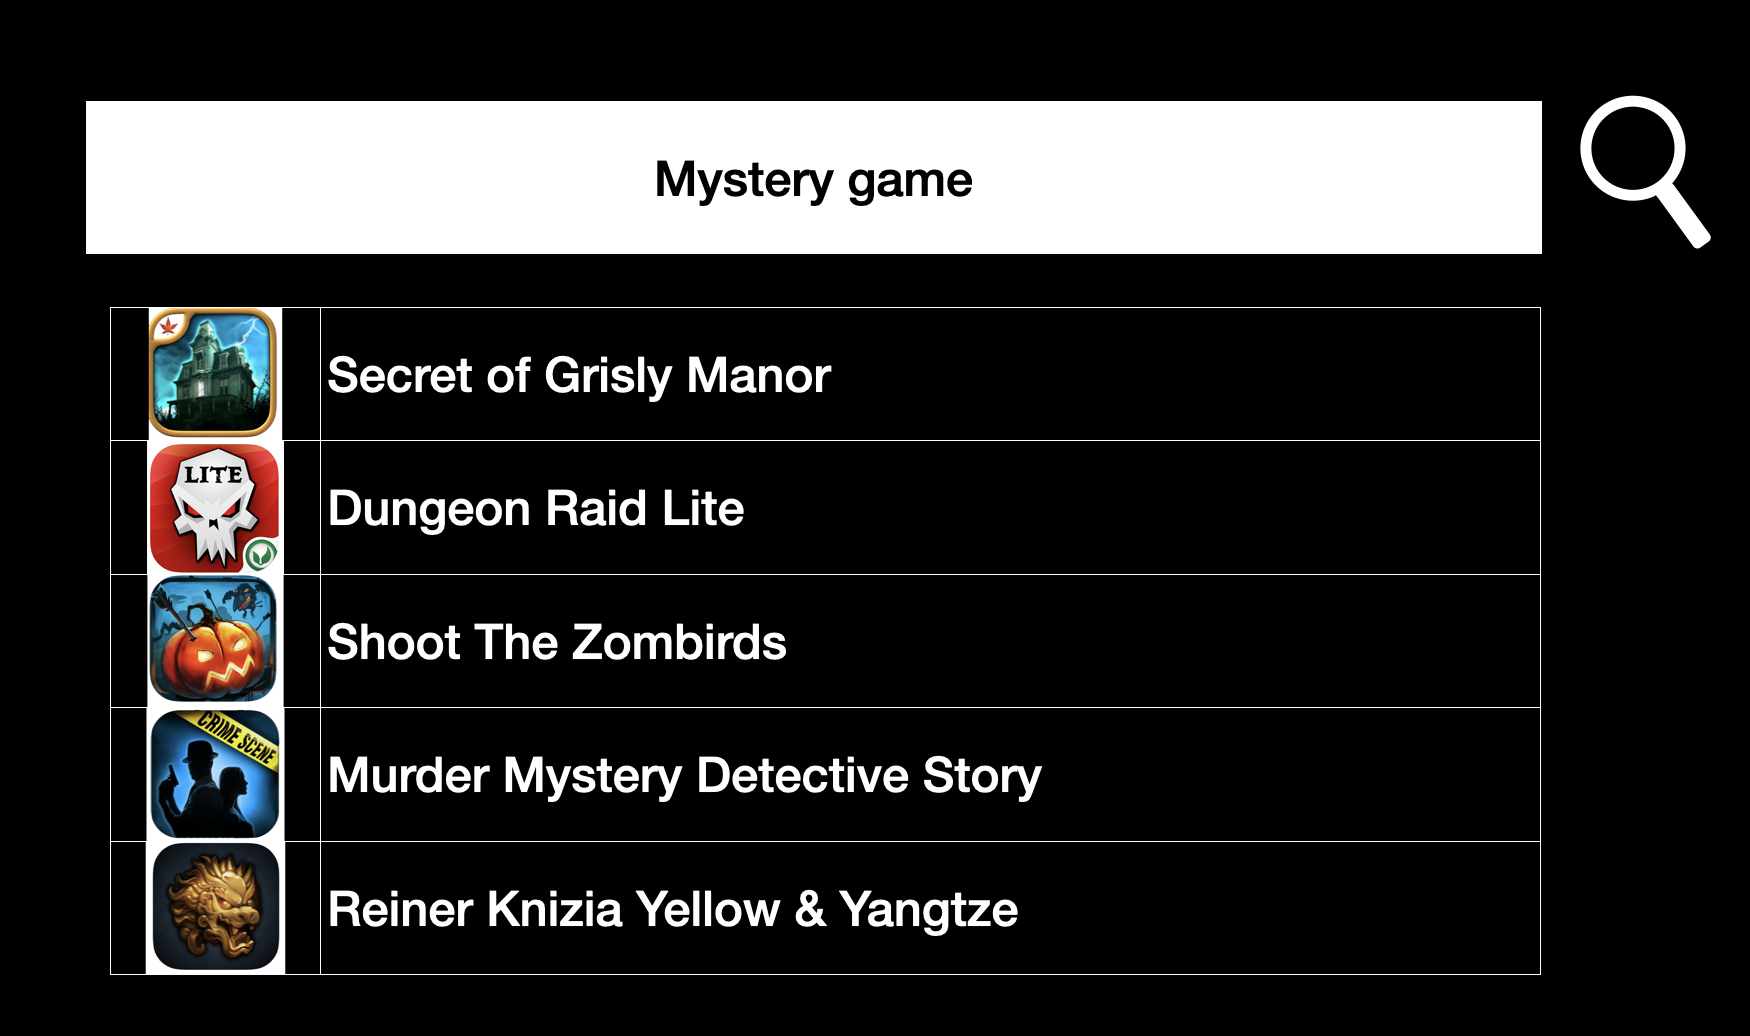 Mystery game
Secret of Grisly Manor
LITE
Dungeon Raid Lite
Shoot The Zombirds
CRIME SCENE
Murder Mystery Detective Story
Reiner Knizia Yellow & Yangtze